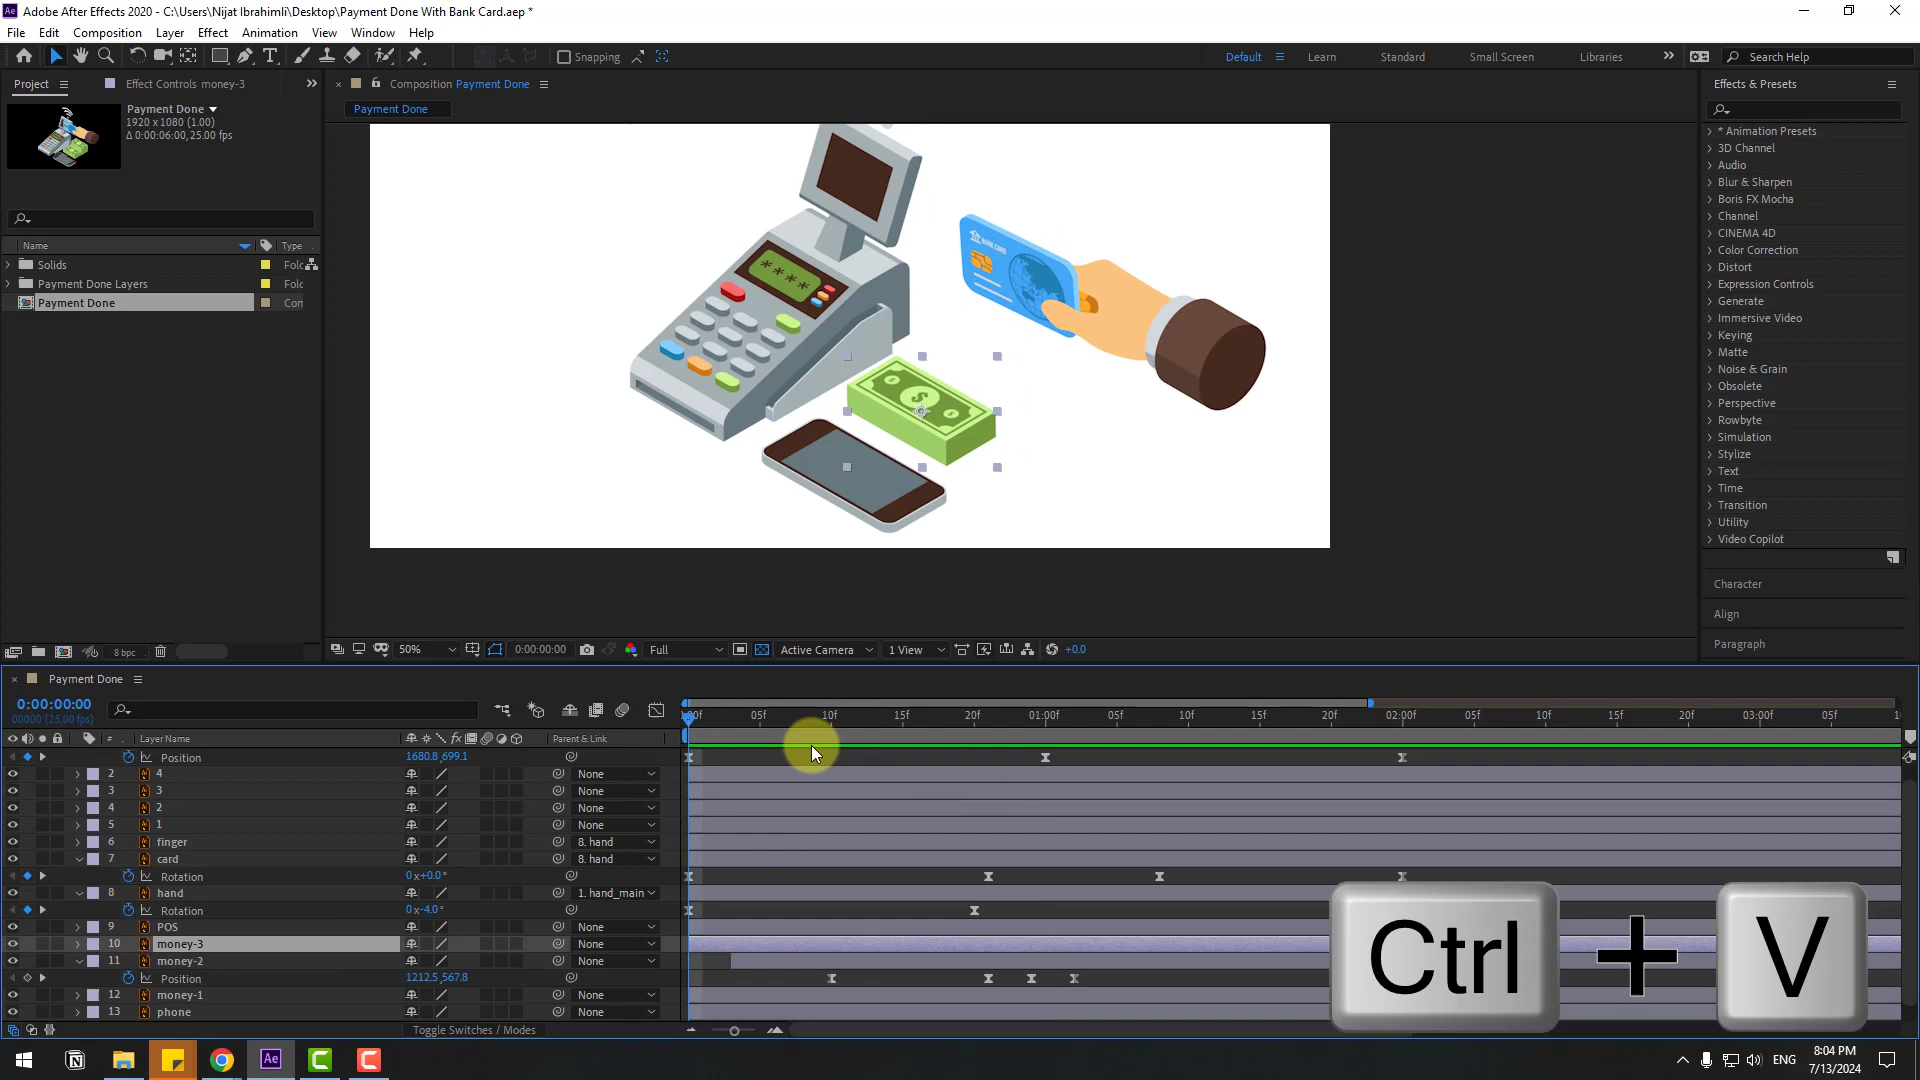 Adobe After Effects 2020 - C:\Users\Nijat Ibrahimli\Desktop\Payment Done With Bank Card.aep *
File Edit Composition Layer Effect Animation View Window Help
Snapping
Default Learn Standard Small Screen Libraries Search Help
Project Effect Controls money-3
Composition Payment Done
Effects & Presets
Payment Done
1920 x 1080 (1.00)
Δ 0:00:06:00, 25.00 fps
Payment Done
Name Type
Solids
Payment Done Layers
Payment Done Con
BANK CARD
* * * *
$
* Animation Presets
3D Channel
Audio
Blur & Sharpen
Boris FX Mocha
Channel
CINEMA 4D
Color Correction
Distort
Expression Controls
Generate
Immersive Video
Keying
Matte
Noise & Grain
Obsolete
Perspective
Rowbyte
Simulation
Stylize
Text
Time
Transition
Utility
Video Copilot
Character
Align
Paragraph
8 bpc
50% 0:00:00:00 Full Active Camera 1 View +0.0
Payment Done
0:00:00:00
00000 (25.00 fps)
05f 10f 15f 20f 01:00f 05f 10f 15f 20f 02:00f 05f 10f 15f 20f 03:00f 05f
# Layer Name Parent & Link
Position 1680.8,699.1
2 4 None
3 3 None
4 2 None
5 1 None
6 finger 8. hand
7 card 8. hand
Rotation 0x+0.0°
8 hand 1. hand_main
Rotation 0x-4.0°
9 POS None
10 money-3 None
11 money-2 None
Position 1212.5,567.8
12 money-1 None
13 phone None
Toggle Switches / Modes
Ctrl + V
ENG
8:04 PM
7/13/2024